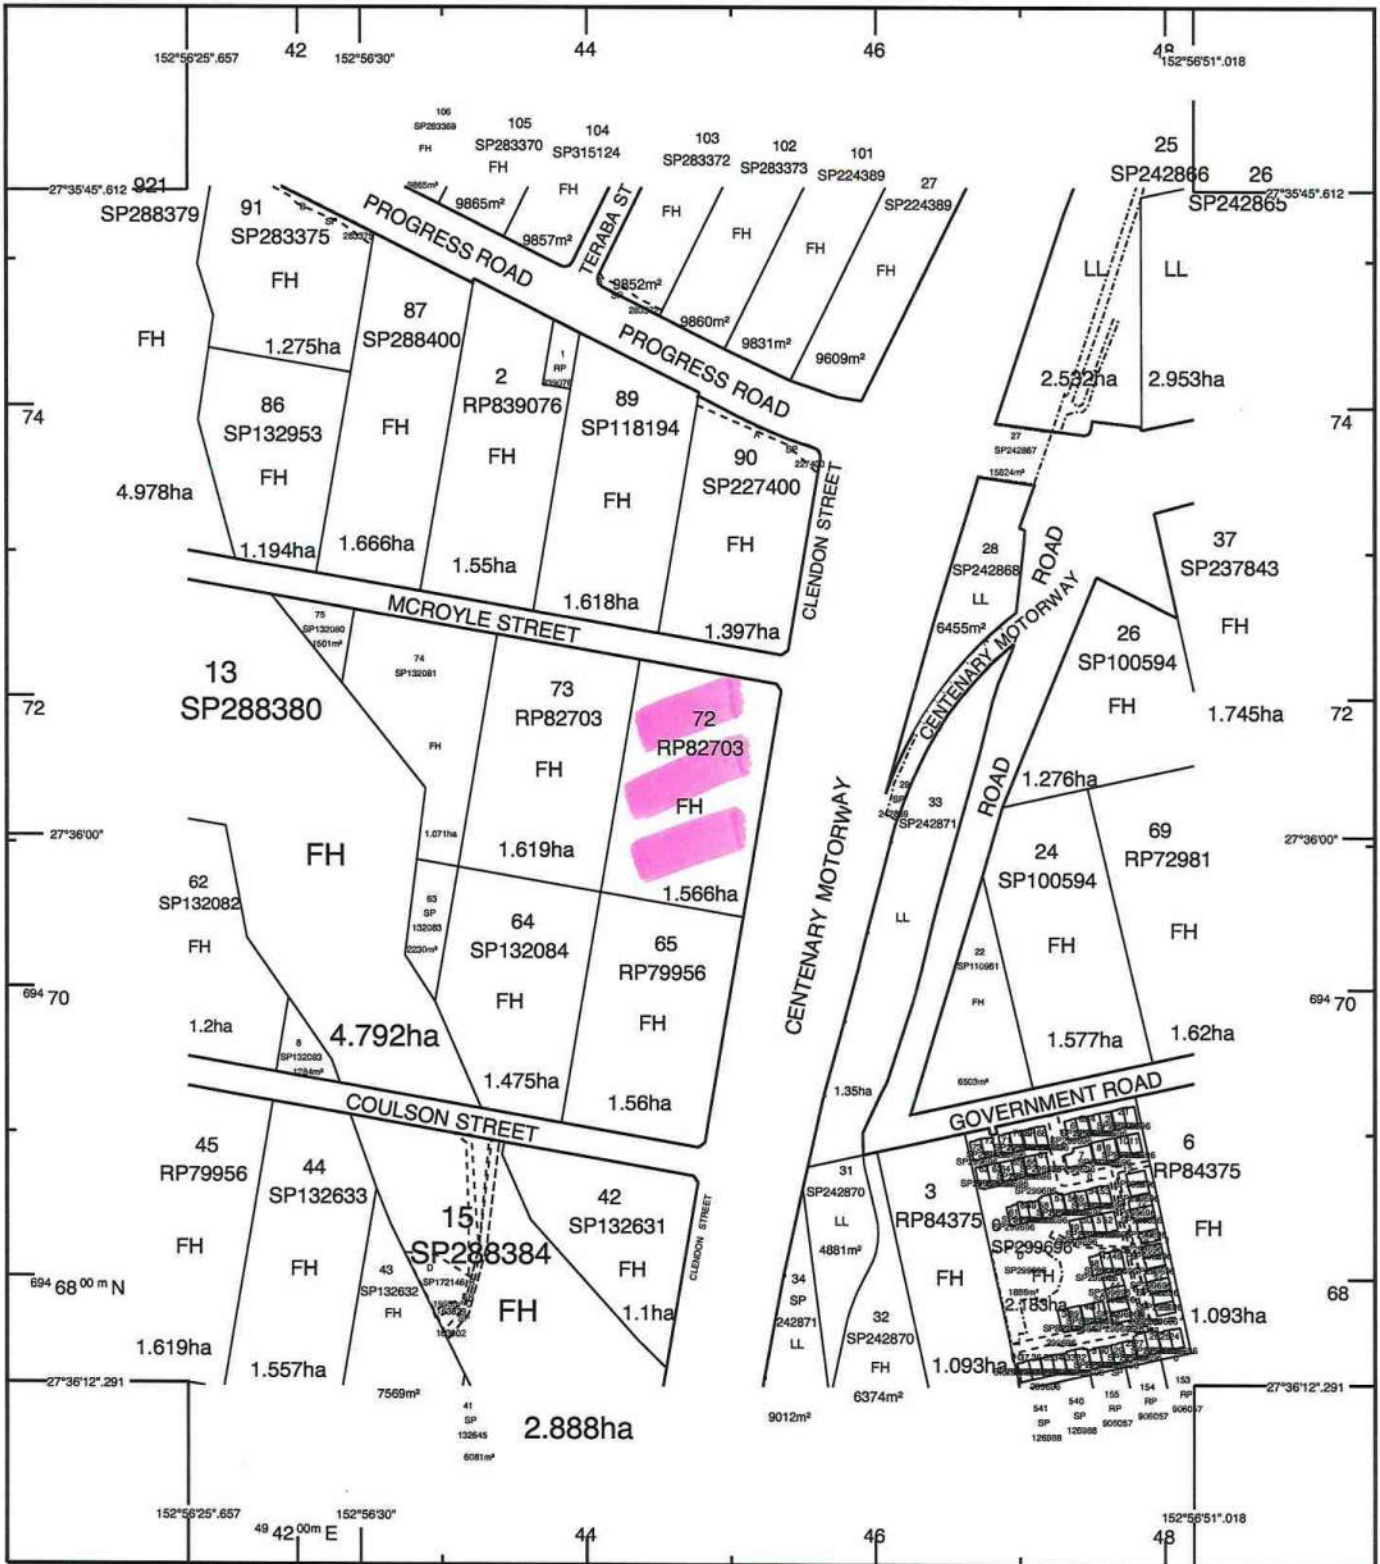 42
44
46
48
152°56'25".657
152°56'30"
152°56'51".018
27°35'45".612
27°35'45".612
106
SP283369
FH
9865m²
105
SP283370
FH
9865m²
104
SP315124
FH
9857m²
TERABA ST
103
SP283372
FH
9852m²
102
SP283373
FH
9860m²
101
SP224389
FH
9831m²
27
SP224389
FH
9609m²
25
SP242866
LL
2.532ha
26
SP242865
LL
2.953ha
921
SP288379
FH
4.978ha
91
SP283375
FH
1.275ha
PROGRESS ROAD
PROGRESS ROAD
87
SP288400
FH
1.666ha
86
SP132953
FH
1.194ha
2
RP839076
FH
1.55ha
1
RP
839076
89
SP118194
FH
1.618ha
90
SP227400
FH
1.397ha
CLENDON STREET
74
74
27
SP242867
15824m²
28
SP242868
LL
6455m²
ROAD
CENTENARY MOTORWAY
37
SP237843
FH
1.745ha
26
SP100594
FH
1.276ha
MCROYLE STREET
75
SP132080
1501m²
74
SP132081
FH
1.071ha
13
SP288380
FH
4.792ha
73
RP82703
FH
1.619ha
72
RP82703
FH
1.566ha
72
72
29
SP
242869
33
SP242871
LL
1.35ha
ROAD
CENTENARY MOTORWAY
27°36'00"
27°36'00"
24
SP100594
FH
1.577ha
69
RP72981
FH
1.62ha
62
SP132082
FH
1.2ha
63
SP
132083
2230m²
64
SP132084
FH
1.475ha
65
RP79956
FH
1.56ha
22
SP110961
FH
6503m²
694 70
694 70
8
SP132083
1284m²
COULSON STREET
GOVERNMENT ROAD
45
RP79956
FH
1.619ha
44
SP132633
FH
1.557ha
43
SP132632
FH
7569m²
15
SP288384
FH
2.888ha
D
SP172146
42
SP132631
FH
1.1ha
CLENDON STREET
31
SP242870
LL
4881m²
34
SP
242871
LL
9012m²
32
SP242870
FH
6374m²
3
RP84375
FH
1.093ha
0
SP299696
FH
2.183ha
6
RP84375
FH
1.093ha
694 68 00 m N
68
27°36'12".291
27°36'12".291
41
SP
132645
6081m²
541
SP
126988
540
SP
126988
155
RP
906057
154
RP
906057
153
RP
906057
152°56'25".657
152°56'30"
152°56'51".018
49 42 00m E
44
46
48